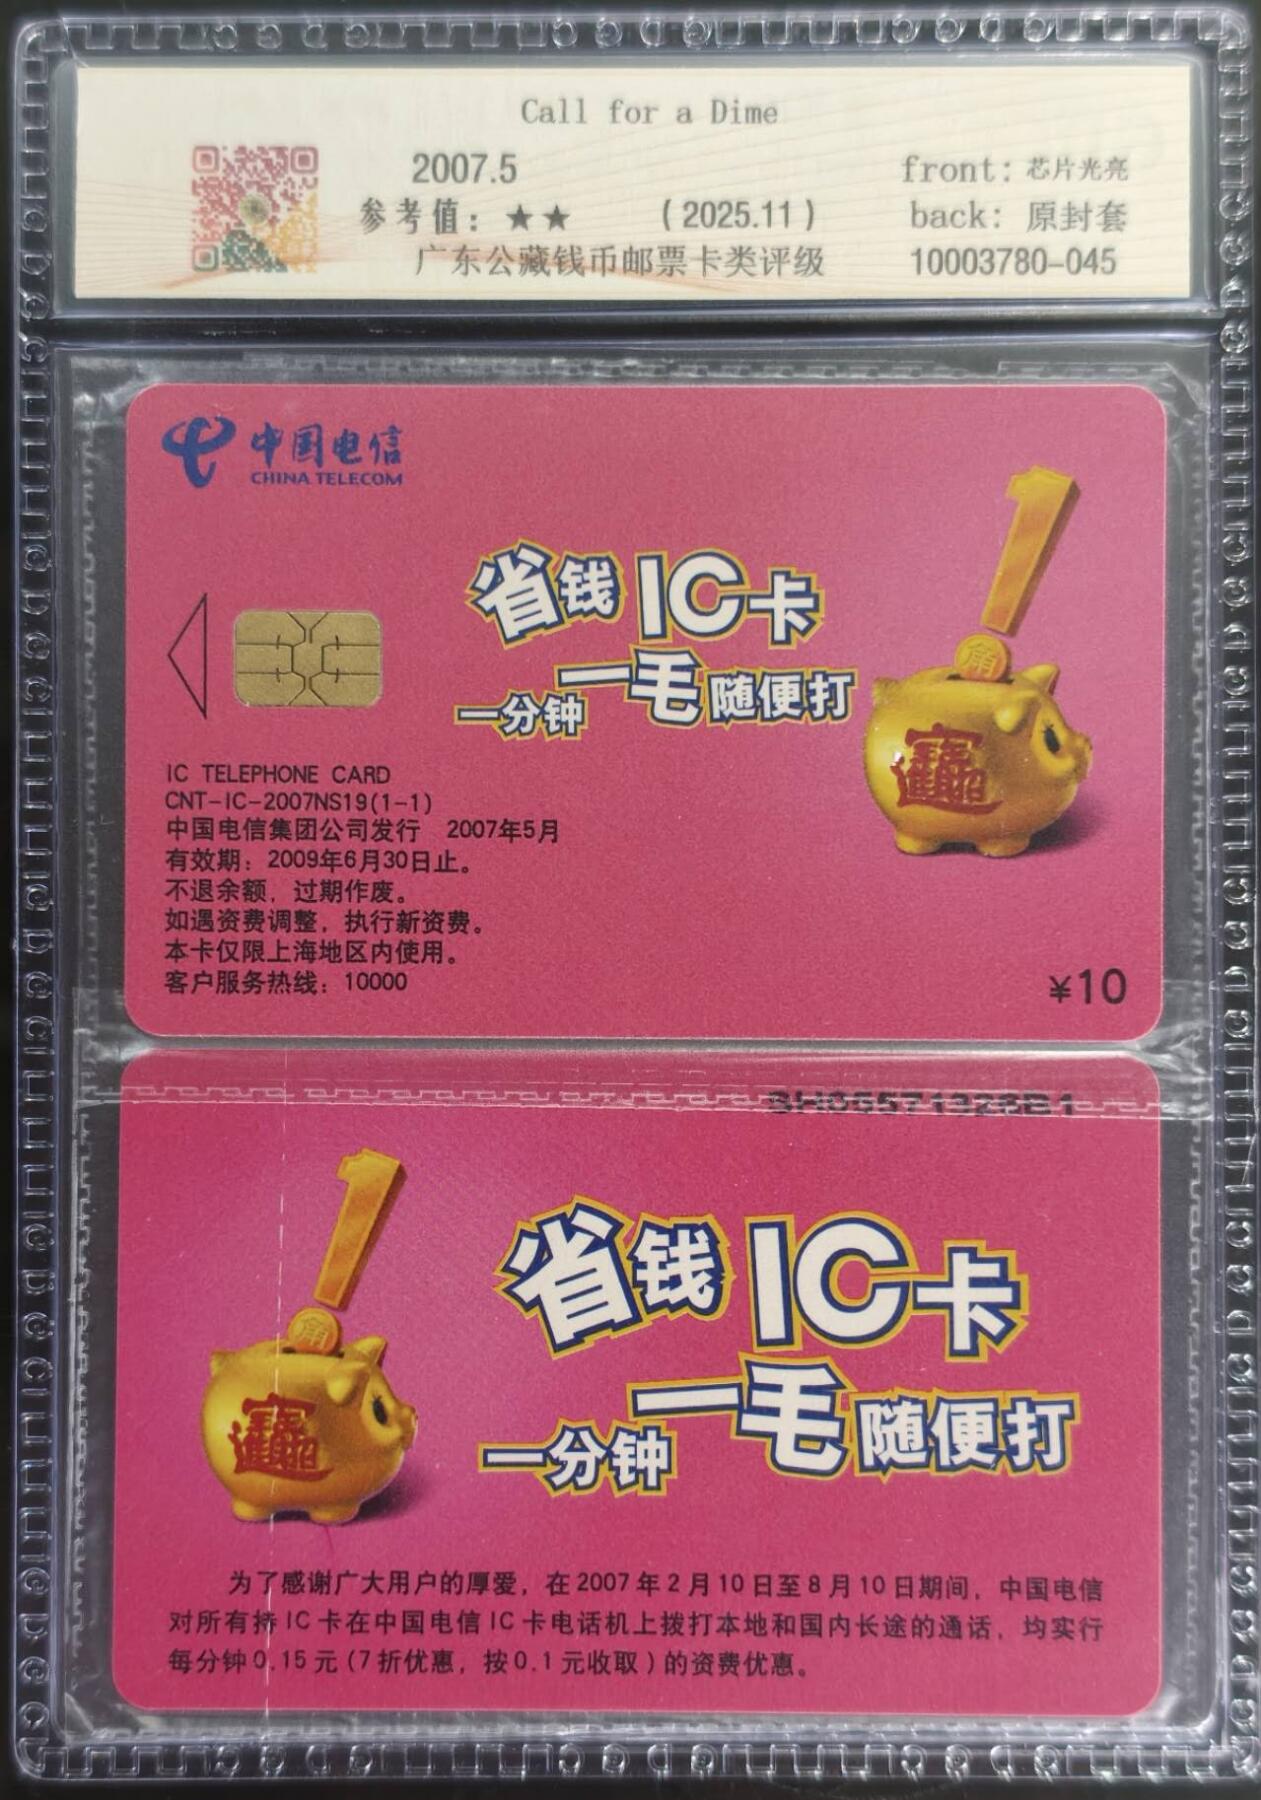 Call for a Dime
2007.5
front: 芯片光亮
参考值: ★★ (2025.11)
back: 原封套
广东公藏钱币邮票卡类评级
10003780-045
中国电信
CHINA TELECOM
省钱IC卡
一分钟一毛随便打
1
角
招财进宝
IC TELEPHONE CARD
CNT-IC-2007NS19(1-1)
中国电信集团公司发行 2007年5月
有效期：2009年6月30日止。
不退余额，过期作废。
如遇资费调整，执行新资费。
本卡仅限上海地区内使用。
客户服务热线：10000
¥10
SH05571328B1
1
角
招财进宝
省钱IC卡
一分钟一毛随便打
为了感谢广大用户的厚爱，在2007年2月10日至8月10日期间，中国电信
对所有持IC卡在中国电信IC卡电话机上拨打本地和国内长途的通话，均实行
每分钟0.15元(7折优惠，按0.1元收取)的资费优惠。